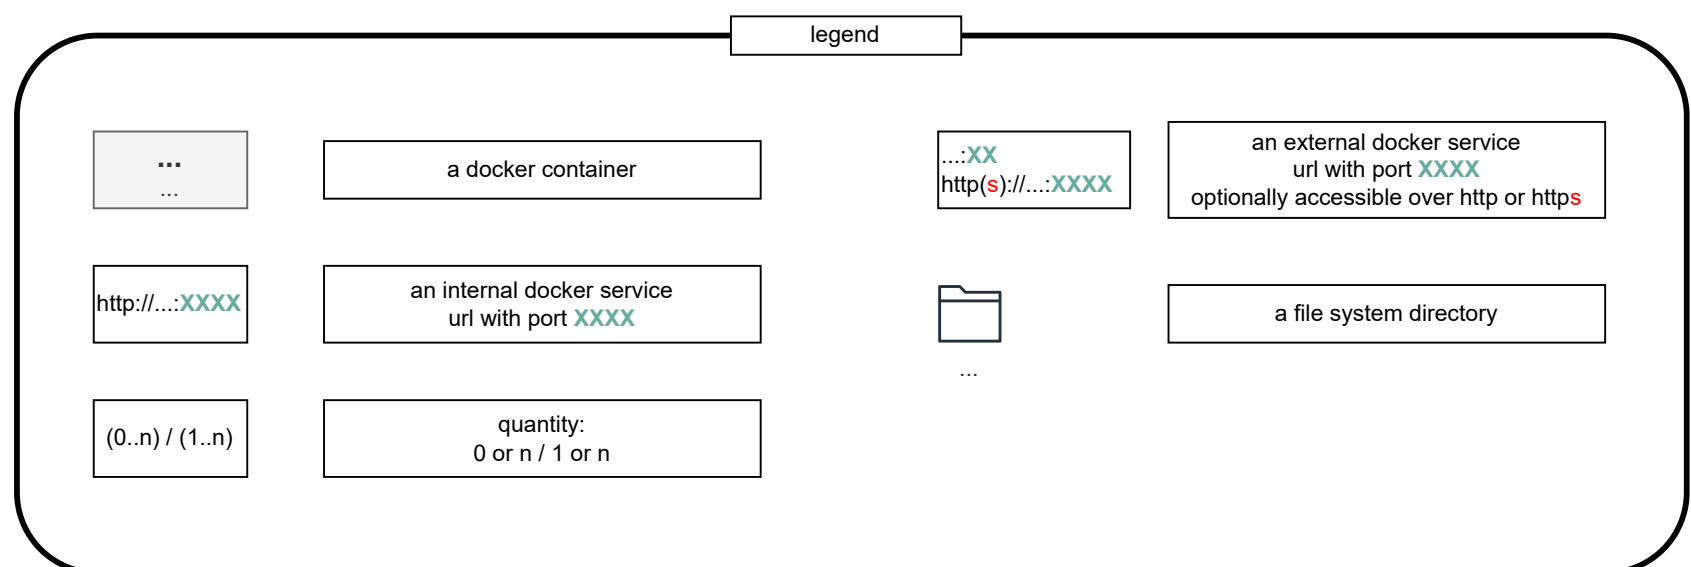 legend
...
...
a docker container
...:XX
http(s)://...:XXXX
an external docker service
url with port XXXX
optionally accessible over http or https
http://...:XXXX
an internal docker service
url with port XXXX
...
a file system directory
(0..n) / (1..n)
quantity:
0 or n / 1 or n